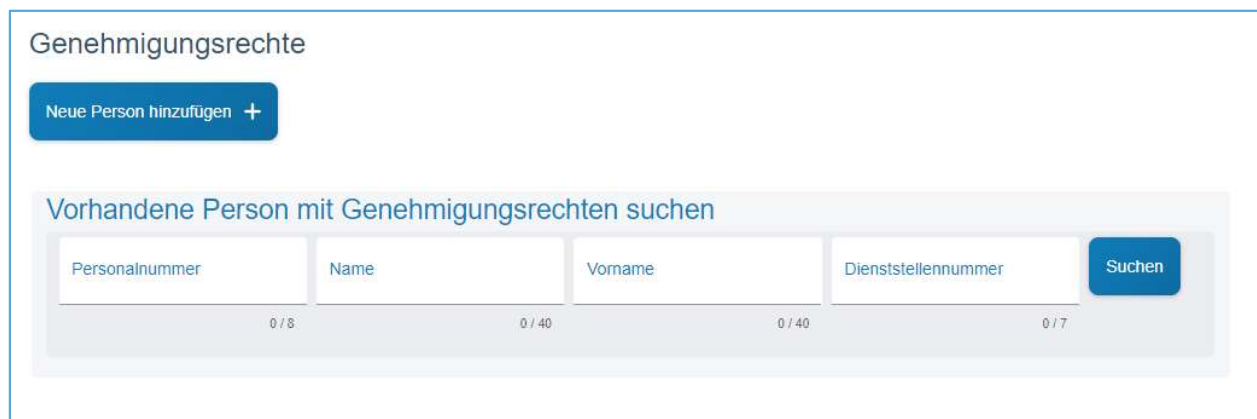 Genehmigungsrechte
Neue Person hinzufügen +
Vorhandene Person mit Genehmigungsrechten suchen
Personalnummer Name Vorname Dienststellennummer Suchen
0 / 8 0 / 40 0 / 40 0 / 7